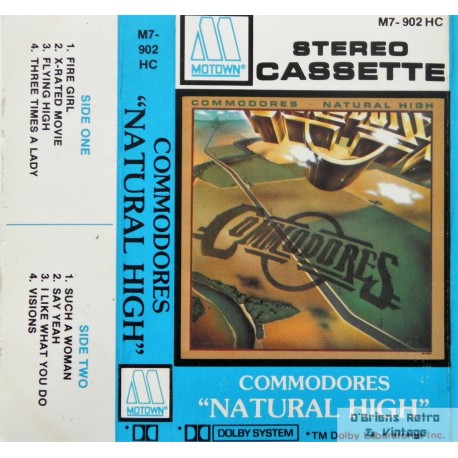 SIDE ONE
1. FIRE GIRL
2. X-RATED MOVIE
3. FLYING HIGH
4. THREE TIMES A LADY
SIDE TWO
1. SUCH A WOMAN
2. SAY YEAH
3. I LIKE WHAT YOU DO
4. VISIONS
M7-
902
HC
COMMODORES
"NATURAL HIGH"
MOTOWN®
DOLBY SYSTEM
M7- 902 HC
MOTOWN®
STEREO
CASSETTE
COMMODORES NATURAL HIGH
COMMODORES
COMMODORES
"NATURAL HIGH"
*TM Dolby Laboratories Inc.
O'Briens Retro
& Vintage